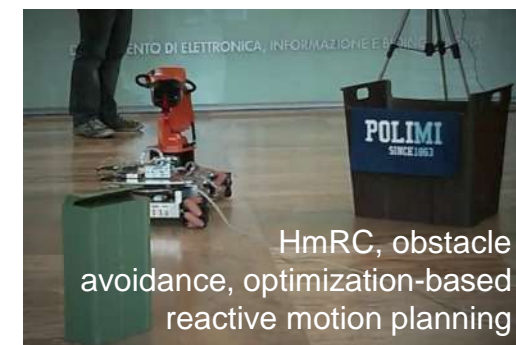 ENTO DI ELETTRONICA, INFORMAZIONE E
POLIMI
SINCE 1863
HmRC, obstacle
avoidance, optimization-based
reactive motion planning